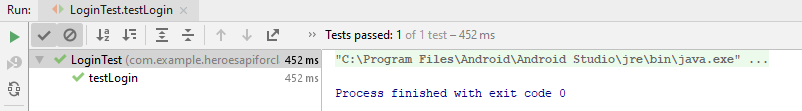 Run: LoginTest.testLogin
Tests passed: 1 of 1 test – 452 ms
LoginTest (com.example.heroesapiforcl 452 ms
testLogin 452 ms
"C:\Program Files\Android\Android Studio\jre\bin\java.exe" ...
Process finished with exit code 0